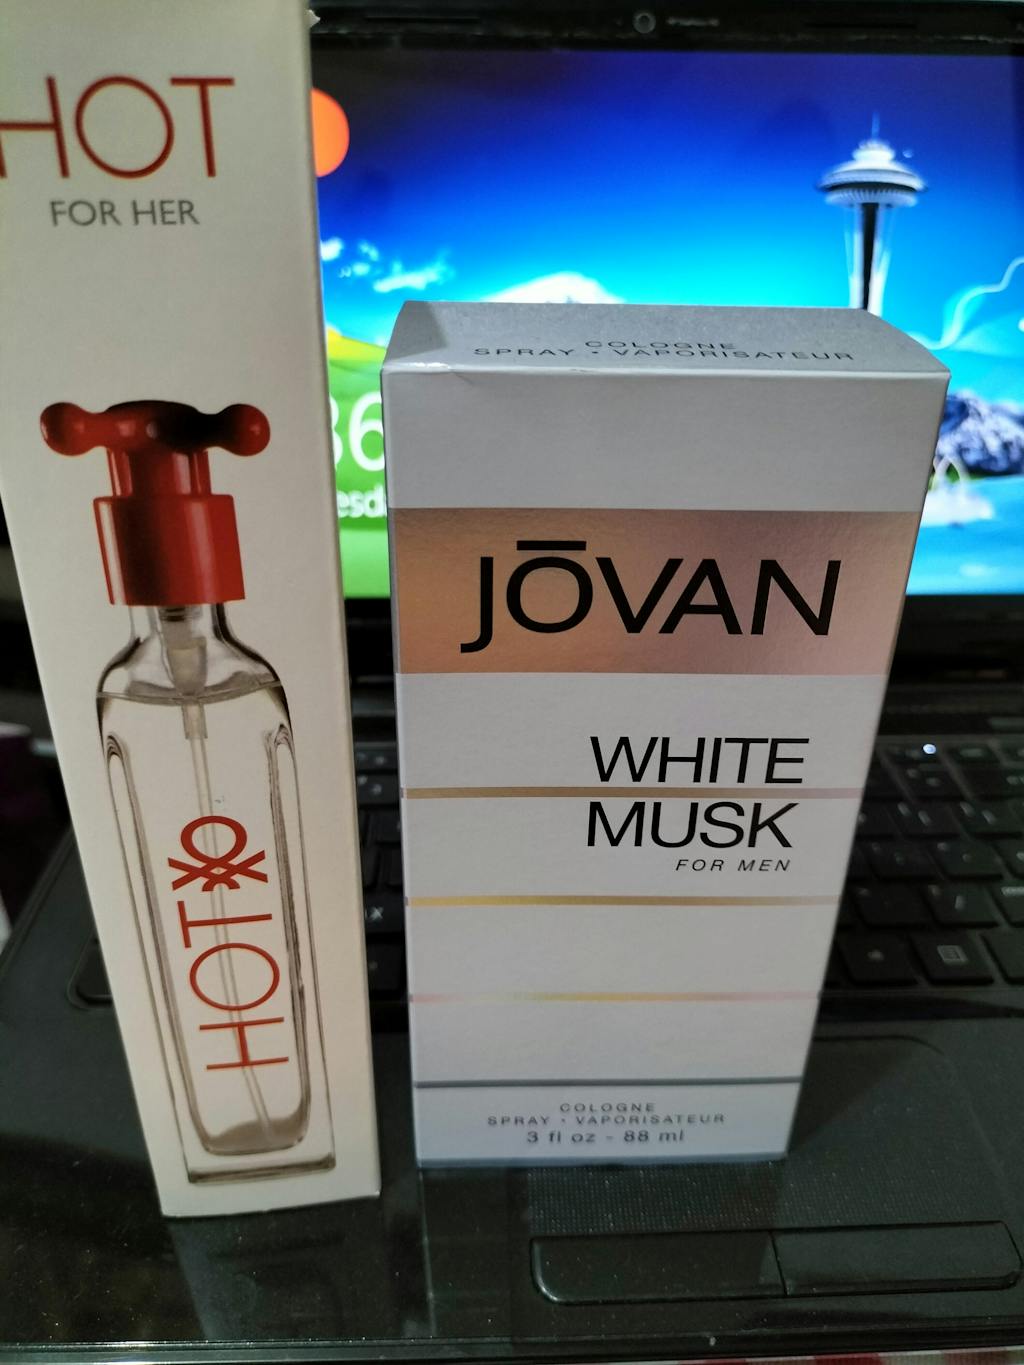 HOT
FOR HER
HOT
COLOGNE
SPRAY • VAPORISATEUR
JŌVAN
WHITE
MUSK
FOR MEN
COLOGNE
SPRAY • VAPORISATEUR
3 fl oz - 88 ml